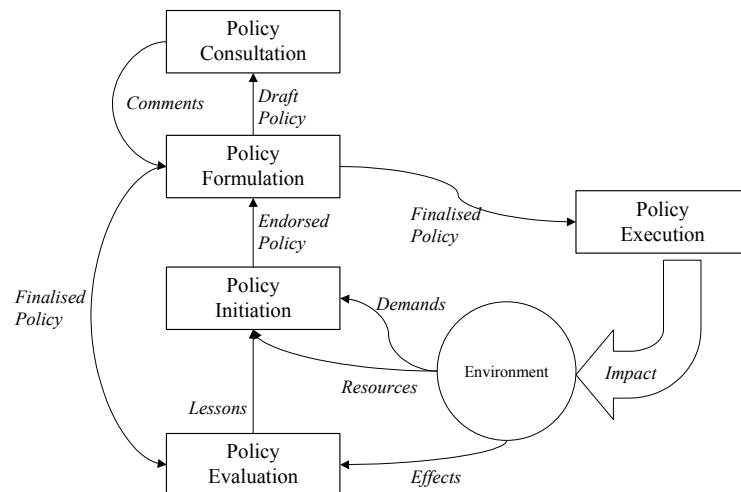 Policy
Consultation
Comments
Draft
Policy
Policy
Formulation
Finalised
Policy
Policy
Execution
Endorsed
Policy
Finalised
Policy
Policy
Initiation
Demands
Environment
Impact
Resources
Lessons
Policy
Evaluation
Effects